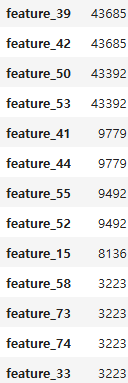 feature_39 43685
feature_42 43685
feature_50 43392
feature_53 43392
feature_41 9779
feature_44 9779
feature_55 9492
feature_52 9492
feature_15 8136
feature_58 3223
feature_73 3223
feature_74 3223
feature_33 3223